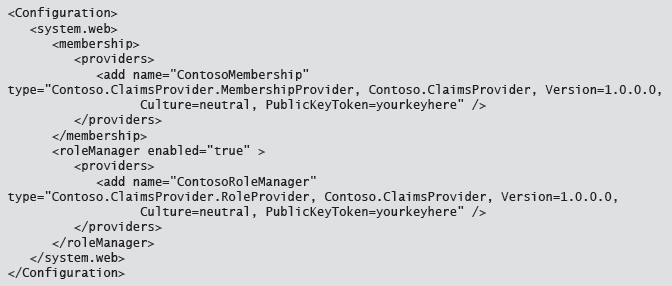 <Configuration>
<system.web>
<membership>
<providers>
<add name="ContosoMembership"
type="Contoso.ClaimsProvider.MembershipProvider, Contoso.ClaimsProvider, Version=1.0.0.0,
Culture=neutral, PublicKeyToken=yourkeyhere" />
</providers>
</membership>
<roleManager enabled="true" >
<providers>
<add name="ContosoRoleManager"
type="Contoso.ClaimsProvider.RoleProvider, Contoso.ClaimsProvider, Version=1.0.0.0,
Culture=neutral, PublicKeyToken=yourkeyhere" />
</providers>
</roleManager>
</system.web>
</Configuration>